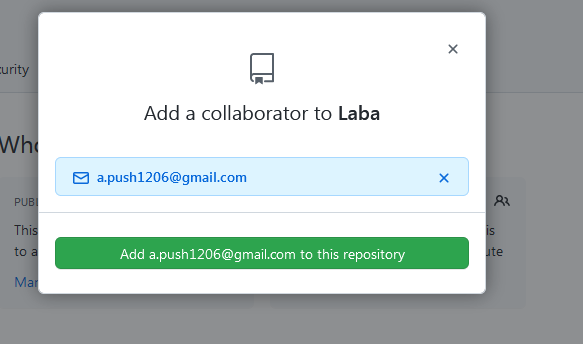 Add a collaborator to Laba
curity
Who
a.push1206@gmail.com
PUBL
This
is
to a
ute
Man
Add a.push1206@gmail.com to this repository